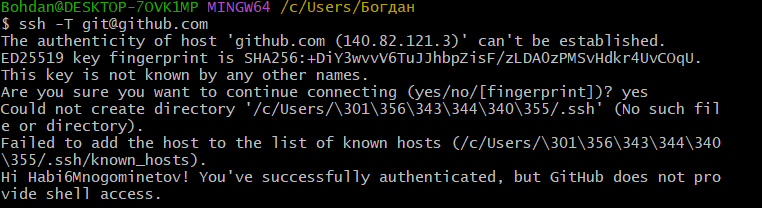 Bohdan@DESKTOP-7OVK1MP MINGW64 /c/Users/Богдан
$ ssh -T git@github.com
The authenticity of host 'github.com (140.82.121.3)' can't be established.
ED25519 key fingerprint is SHA256:+DiY3wvvV6TuJJhbpZisF/zLDA0zPMSvHdkr4UvCOqU.
This key is not known by any other names.
Are you sure you want to continue connecting (yes/no/[fingerprint])? yes
Could not create directory '/c/Users/\301\356\343\344\340\355/.ssh' (No such fil
e or directory).
Failed to add the host to the list of known hosts (/c/Users/\301\356\343\344\340
\355/.ssh/known_hosts).
Hi Habi6Mnogominetov! You've successfully authenticated, but GitHub does not pro
vide shell access.